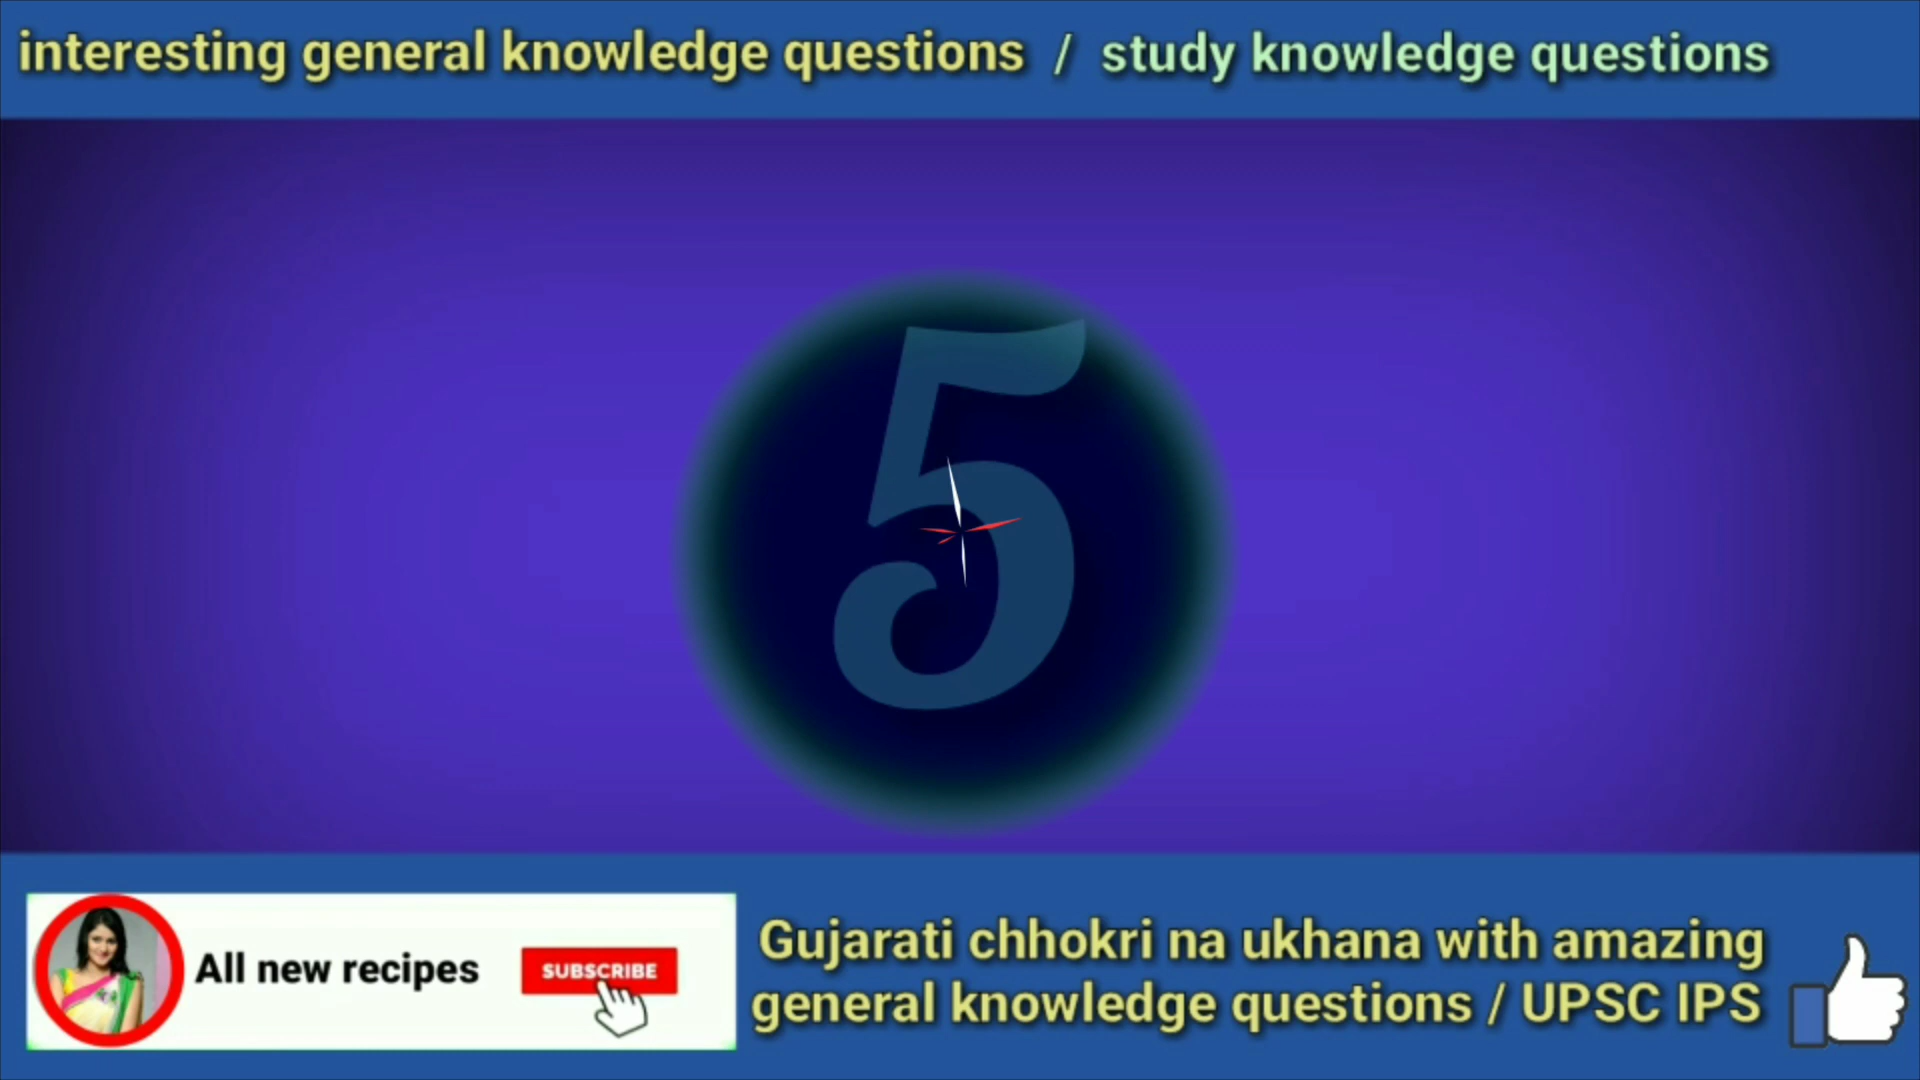 interesting general knowledge questions / study knowledge questions
5
All new recipes
SUBSCRIBE
Gujarati chhokri na ukhana with amazing
general knowledge questions / UPSC IPS